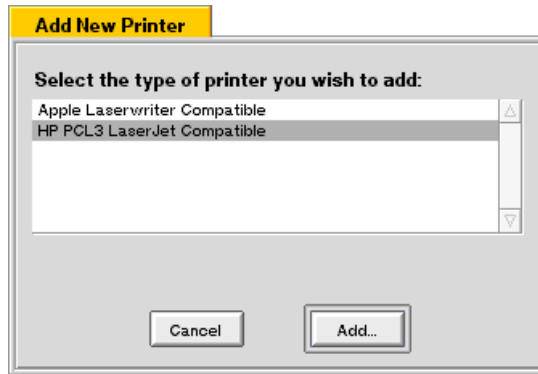 Add New Printer
Select the type of printer you wish to add:
Apple Laserwriter Compatible
HP PCL3 LaserJet Compatible
Cancel
Add...